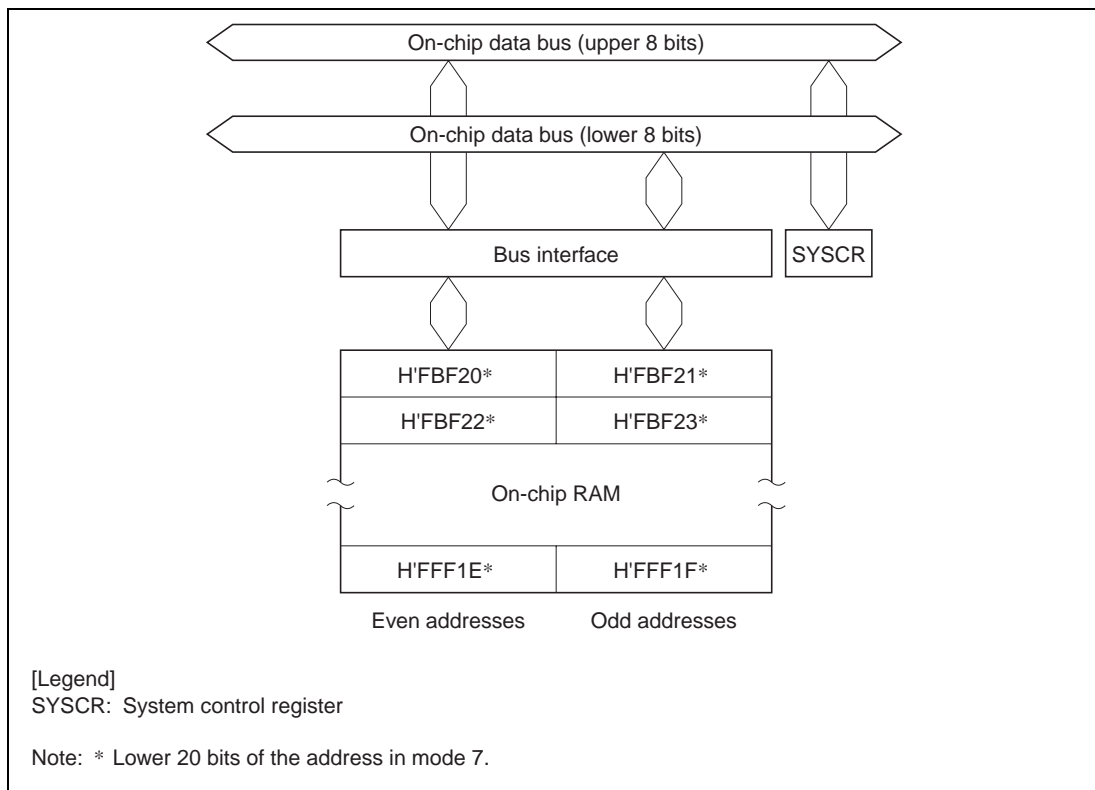 On-chip data bus (upper 8 bits)
On-chip data bus (lower 8 bits)
Bus interface
SYSCR
H'FBF20*
H'FBF21*
H'FBF22*
H'FBF23*
On-chip RAM
H'FFF1E*
H'FFF1F*
Even addresses
Odd addresses
[Legend]
SYSCR: System control register
Note: * Lower 20 bits of the address in mode 7.